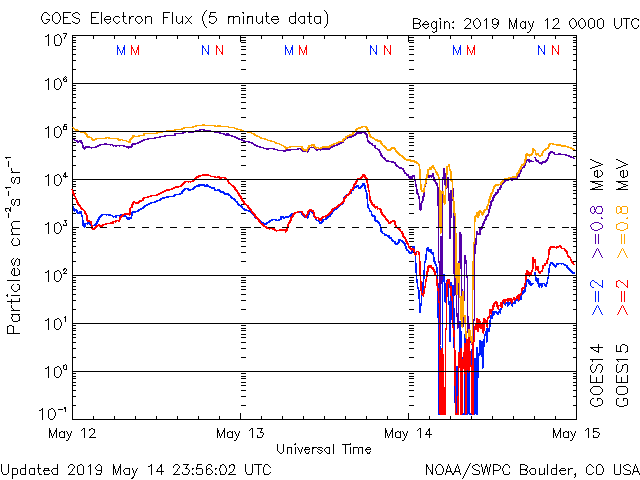 GOES Electron Flux (5 minute data)
Begin: 2019 May 12 0000 UTC
10⁷
10⁶
10⁵
10⁴
10³
10²
10¹
10⁰
10⁻¹
Particles cm⁻²s⁻¹sr⁻¹
M M N N M M N N M M N N
May 12 May 13 May 14 May 15
Universal Time
GOES14 >=2 >=0.8 MeV
GOES15 >=2 >=0.8 MeV
Updated 2019 May 14 23:56:02 UTC
NOAA/SWPC Boulder, CO USA